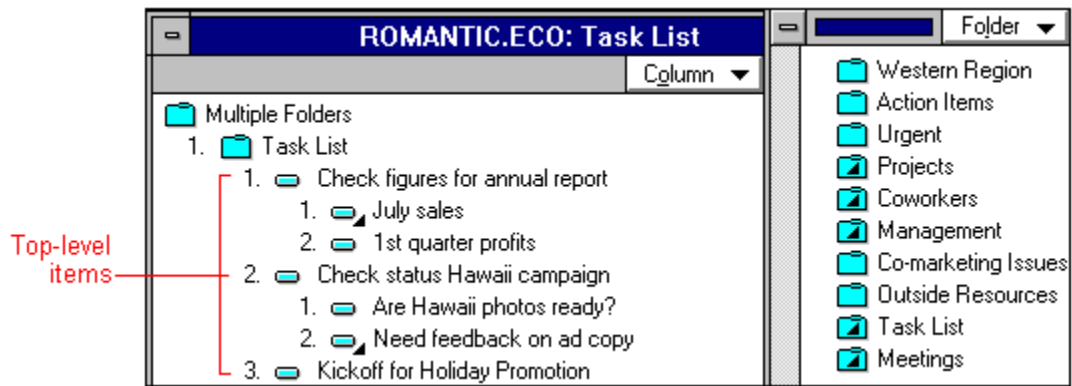 ROMANTIC.ECO: Task List
Column
Multiple Folders
1. Task List
1. Check figures for annual report
1. July sales
2. 1st quarter profits
Top-level
items
2. Check status Hawaii campaign
1. Are Hawaii photos ready?
2. Need feedback on ad copy
3. Kickoff for Holiday Promotion
Folder
Western Region
Action Items
Urgent
Projects
Coworkers
Management
Co-marketing Issues
Outside Resources
Task List
Meetings